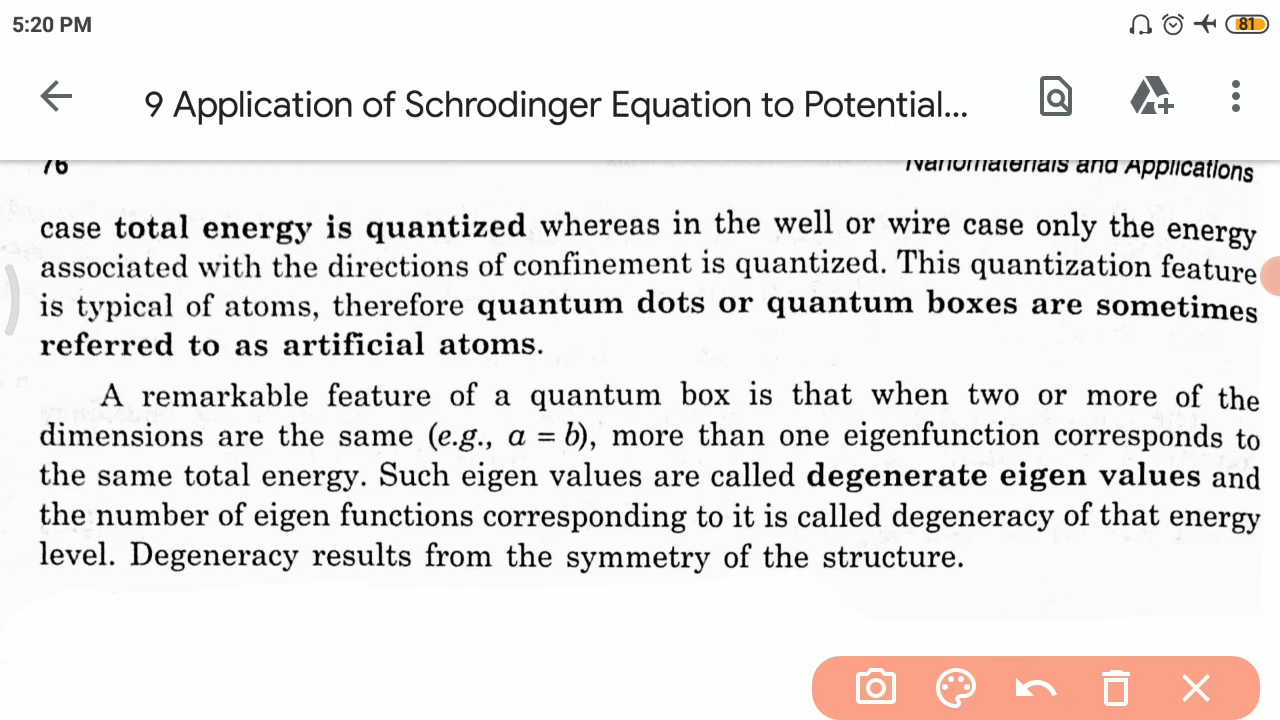 5:20 PM
81
9 Application of Schrodinger Equation to Potential...
76
Nanomaterials and Applications
case total energy is quantized whereas in the well or wire case only the energy
associated with the directions of confinement is quantized. This quantization feature
is typical of atoms, therefore quantum dots or quantum boxes are sometimes
referred to as artificial atoms.
A remarkable feature of a quantum box is that when two or more of the
dimensions are the same (e.g., a = b), more than one eigenfunction corresponds to
the same total energy. Such eigen values are called degenerate eigen values and
the number of eigen functions corresponding to it is called degeneracy of that energy
level. Degeneracy results from the symmetry of the structure.